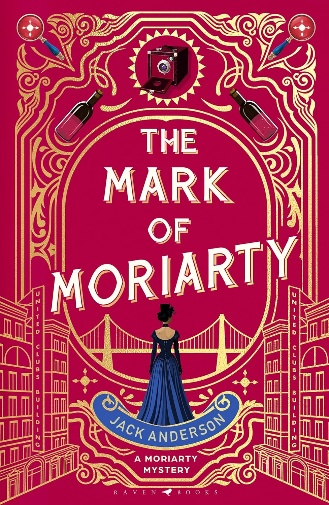 THE
MARK
OF
MORIARTY
UNITED CLUBS BUILDING
UNITED CLUBS BUILDING
JACK ANDERSON
A MORIARTY
MYSTERY
RAVEN BOOKS